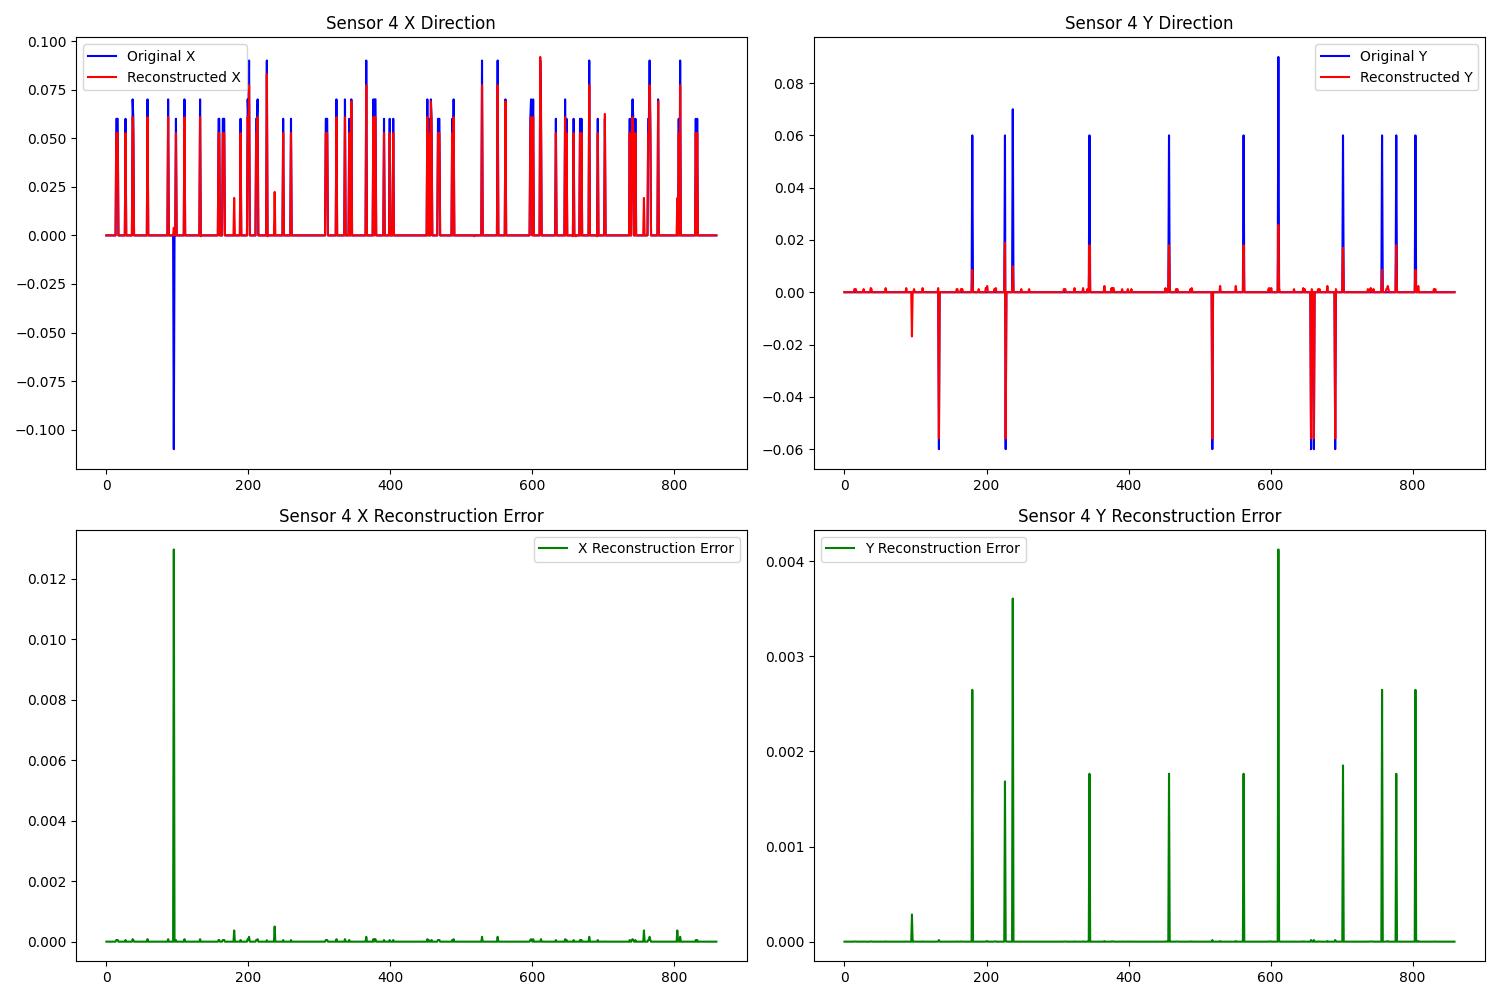 Sensor 4 X Direction
Original X
Reconstructed X
0.100
0.075
0.050
0.025
0.000
−0.025
−0.050
−0.075
−0.100
0 200 400 600 800
Sensor 4 Y Direction
Original Y
Reconstructed Y
0.08
0.06
0.04
0.02
0.00
−0.02
−0.04
−0.06
0 200 400 600 800
Sensor 4 X Reconstruction Error
X Reconstruction Error
0.012
0.010
0.008
0.006
0.004
0.002
0.000
0 200 400 600 800
Sensor 4 Y Reconstruction Error
Y Reconstruction Error
0.004
0.003
0.002
0.001
0.000
0 200 400 600 800